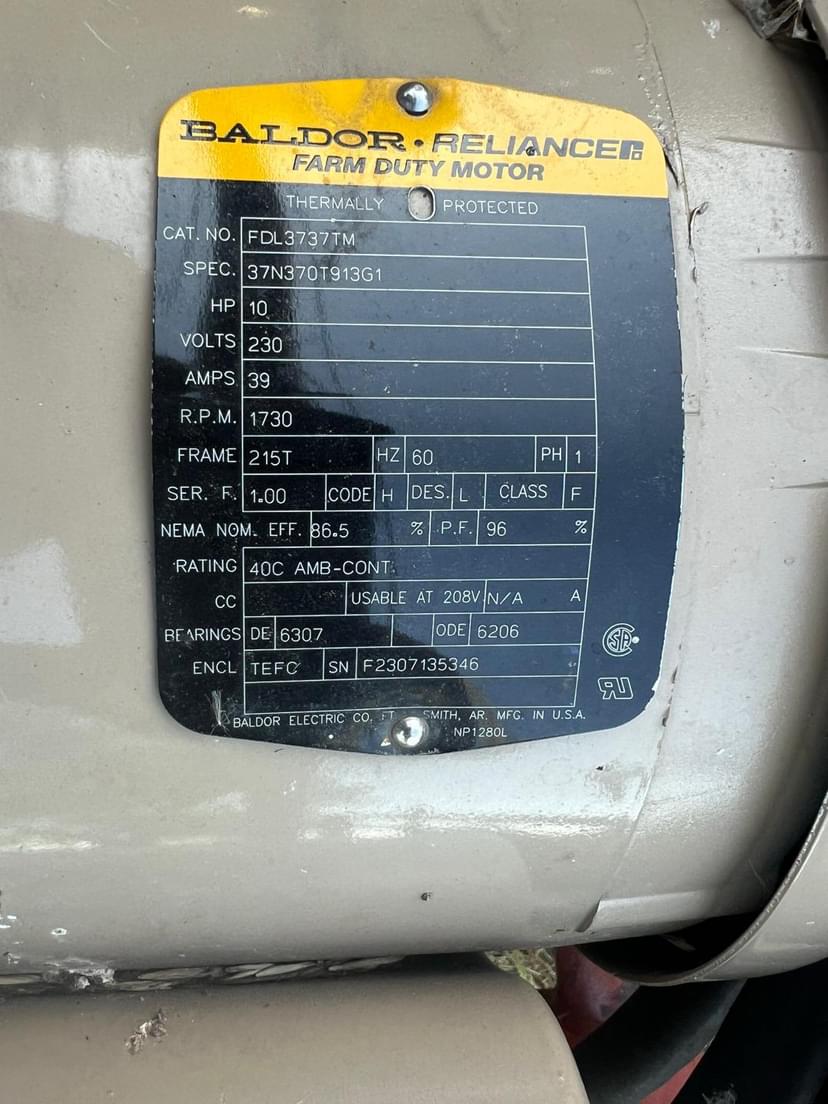 BALDOR · RELIANCE
FARM DUTY MOTOR
THERMALLY PROTECTED
CAT. NO. FDL3737TM
SPEC. 37N370T913G1
HP 10
VOLTS 230
AMPS 39
R.P.M. 1730
FRAME 215T HZ 60 PH 1
SER. F. 1.00 CODE H DES. L CLASS F
NEMA NOM. EFF. 86.5 % P.F. 96 %
RATING 40C AMB-CONT
CC USABLE AT 208V N/A A
BEARINGS DE 6307 ODE 6206
ENCL TEFC SN F2307135346
BALDOR ELECTRIC CO. SMITH, AR. MFG. IN U.S.A.
NP1280L